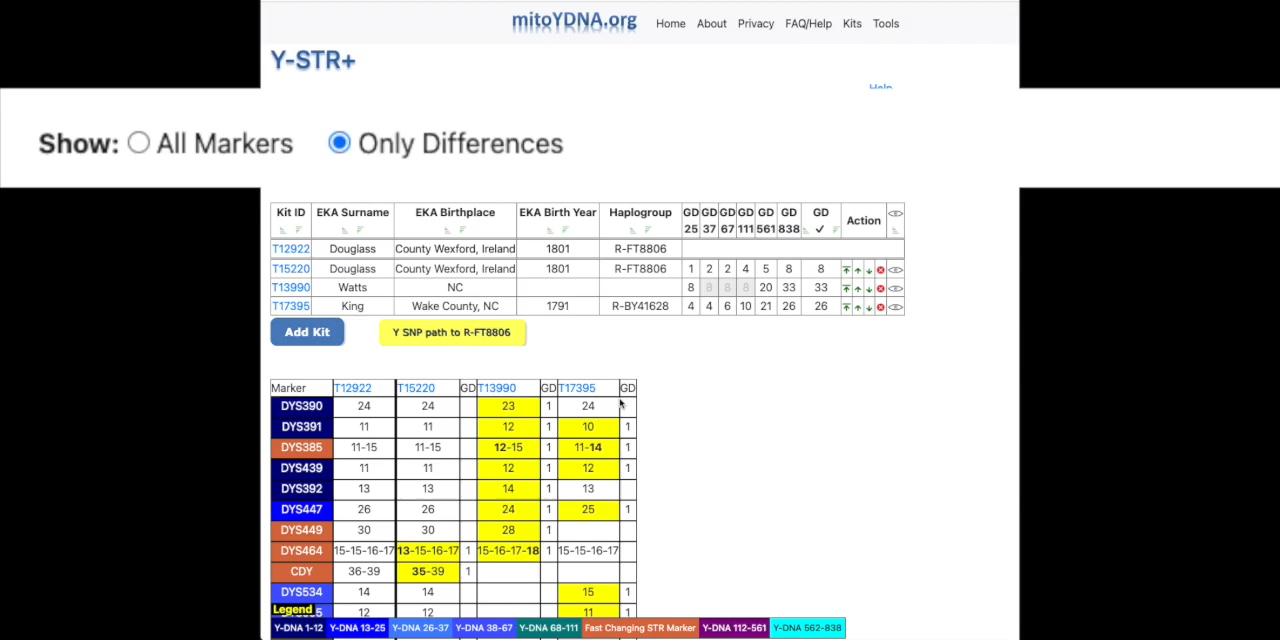 mitoYDNA.org Home About Privacy FAQ/Help Kits Tools
Y-STR+
Help
Show: All Markers Only Differences
Kit ID EKA Surname EKA Birthplace EKA Birth Year Haplogroup GD 25 GD 37 GD 67 GD 111 GD 561 GD 838 GD ✓ Action
T12922 Douglass County Wexford, Ireland 1801 R-FT8806
T15220 Douglass County Wexford, Ireland 1801 R-FT8806 1 2 2 4 5 8 8
T13990 Watts NC 8 8 8 8 20 33 33
T17395 King Wake County, NC 1791 R-BY41628 4 4 6 10 21 26 26
Add Kit Y SNP path to R-FT8806
Marker T12922 T15220 GD T13990 GD T17395 GD
DYS390 24 24 23 1 24
DYS391 11 11 12 1 10 1
DYS385 11-15 11-15 12-15 1 11-14 1
DYS439 11 11 12 1 12 1
DYS392 13 13 14 1 13
DYS447 26 26 24 1 25 1
DYS449 30 30 28 1
DYS464 15-15-16-17 13-15-16-17 1 15-16-17-18 1 15-15-16-17
CDY 36-39 35-39 1
DYS534 14 14 15 1
Legend 5 12 12 11 1
Y-DNA 1-12 Y-DNA 13-25 Y-DNA 26-37 Y-DNA 38-67 Y-DNA 68-111 Fast Changing STR Marker Y-DNA 112-561 Y-DNA 562-838